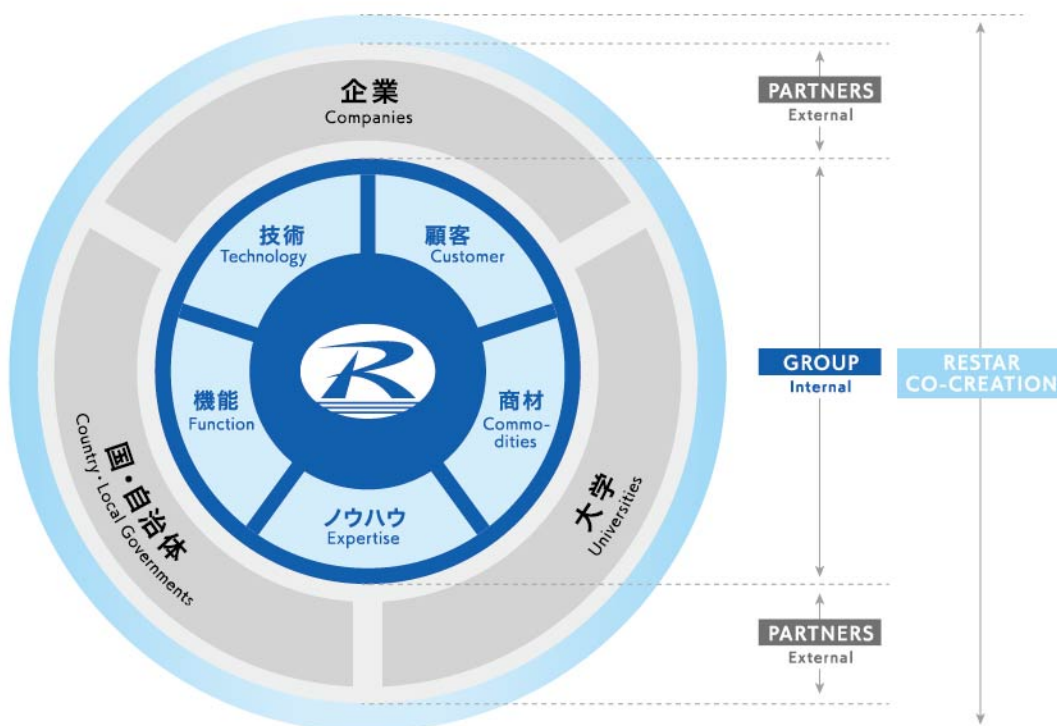 企業
Companies
技術
Technology
顧客
Customer
機能
Function
商材
Commo-
dities
ノウハウ
Expertise
国・自治体
Country・Local Governments
大学
Universities
R
PARTNERS
External
GROUP
Internal
RESTAR
CO-CREATION
PARTNERS
External